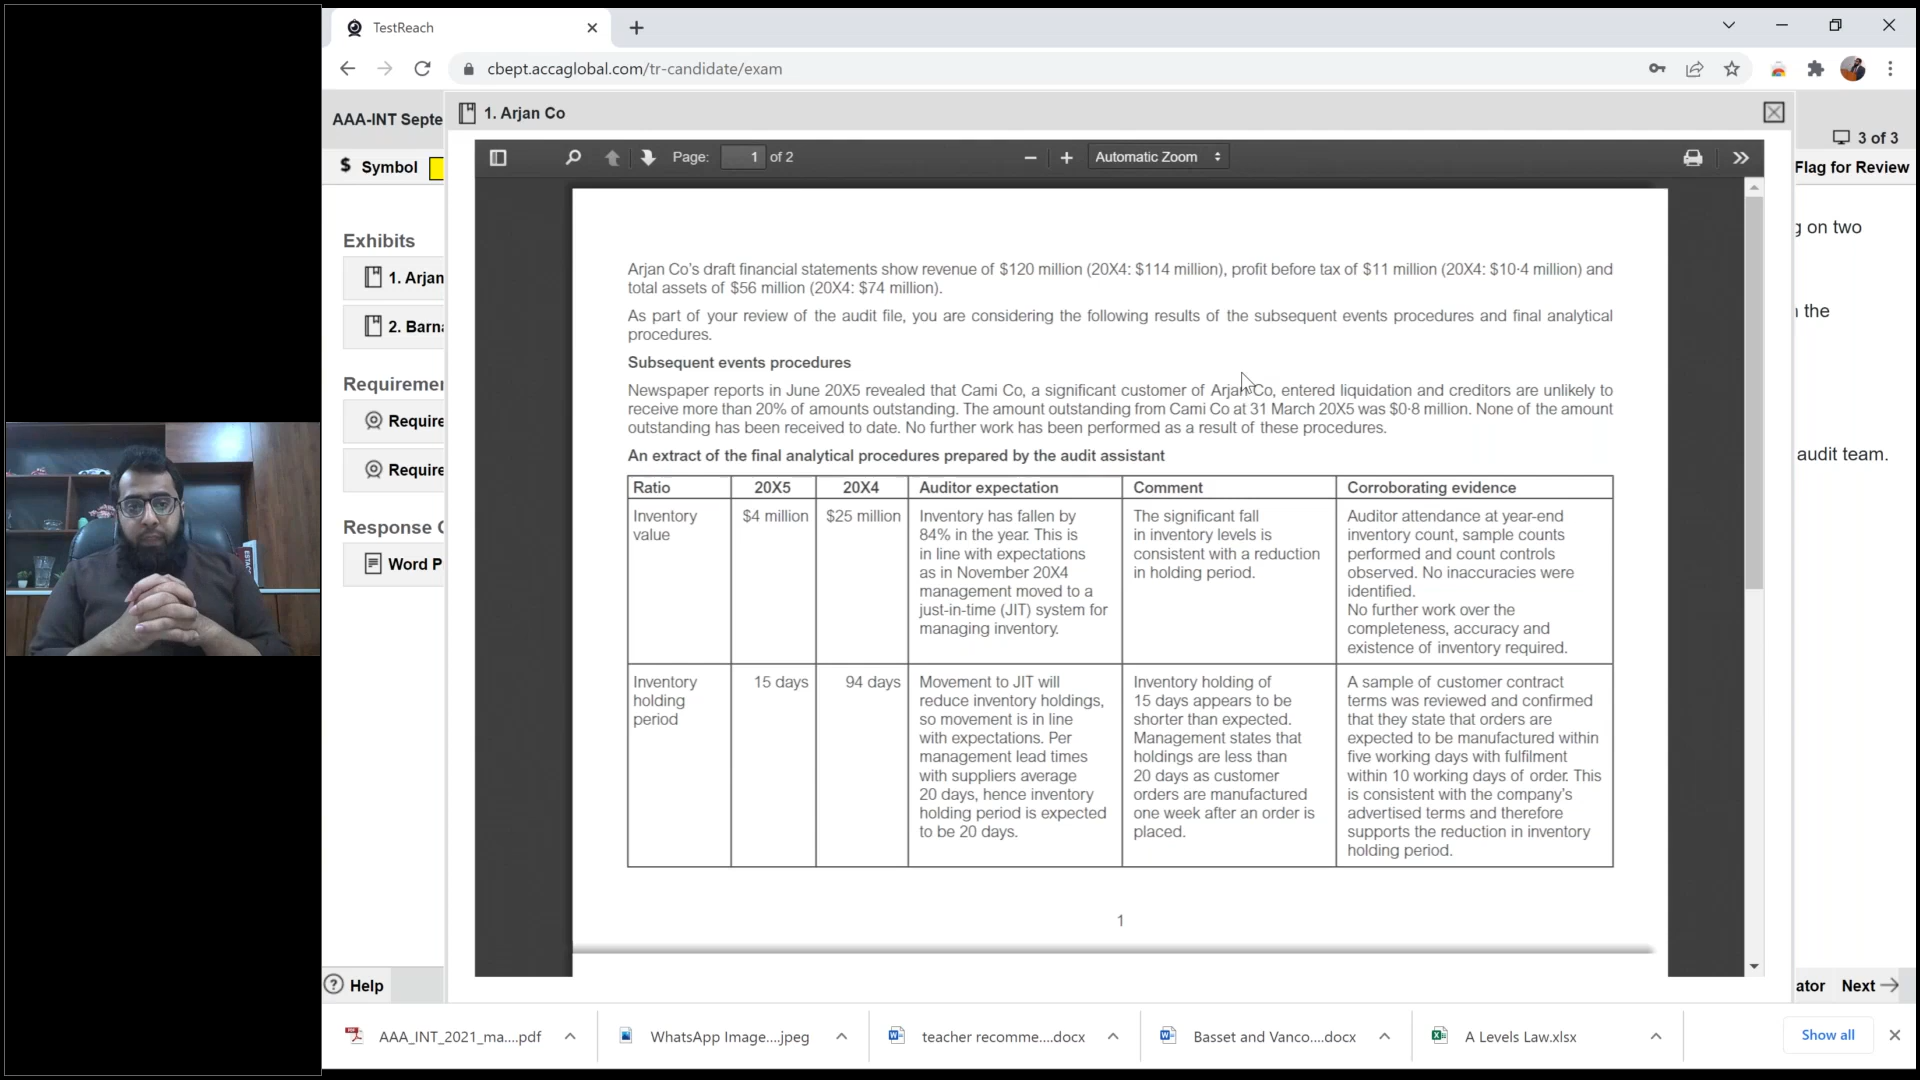 TestReach
cbept.accaglobal.com/tr-candidate/exam
AAA-INT Septe
1. Arjan Co
3 of 3
$ Symbol
Page: 1 of 2
Automatic Zoom
Flag for Review
Exhibits
1. Arjan
2. Barna
Requiremen
Require
Require
Response O
Word P
g on two
n the
audit team.
Arjan Co's draft financial statements show revenue of $120 million (20X4: $114 million), profit before tax of $11 million (20X4: $10·4 million) and
total assets of $56 million (20X4: $74 million).
As part of your review of the audit file, you are considering the following results of the subsequent events procedures and final analytical
procedures.
Subsequent events procedures
Newspaper reports in June 20X5 revealed that Cami Co, a significant customer of Arjan Co, entered liquidation and creditors are unlikely to
receive more than 20% of amounts outstanding. The amount outstanding from Cami Co at 31 March 20X5 was $0·8 million. None of the amount
outstanding has been received to date. No further work has been performed as a result of these procedures.
An extract of the final analytical procedures prepared by the audit assistant
Ratio 20X5 20X4 Auditor expectation Comment Corroborating evidence
Inventory
value
$4 million
$25 million
Inventory has fallen by
84% in the year. This is
in line with expectations
as in November 20X4
management moved to a
just-in-time (JIT) system for
managing inventory.
The significant fall
in inventory levels is
consistent with a reduction
in holding period.
Auditor attendance at year-end
inventory count, sample counts
performed and count controls
observed. No inaccuracies were
identified.
No further work over the
completeness, accuracy and
existence of inventory required.
Inventory
holding
period
15 days
94 days
Movement to JIT will
reduce inventory holdings,
so movement is in line
with expectations. Per
management lead times
with suppliers average
20 days, hence inventory
holding period is expected
to be 20 days.
Inventory holding of
15 days appears to be
shorter than expected.
Management states that
holdings are less than
20 days as customer
orders are manufactured
one week after an order is
placed.
A sample of customer contract
terms was reviewed and confirmed
that they state that orders are
expected to be manufactured within
five working days with fulfilment
within 10 working days of order. This
is consistent with the company's
advertised terms and therefore
supports the reduction in inventory
holding period.
1
Help
ator
Next
AAA_INT_2021_ma....pdf
WhatsApp Image....jpeg
teacher recomme....docx
Basset and Vanco....docx
A Levels Law.xlsx
Show all